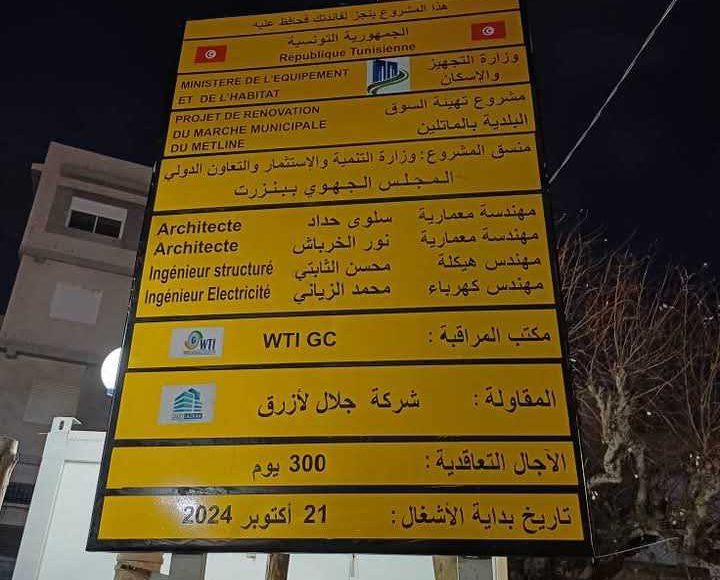 هذا المشروع ينجز لفائدتك فحافظ عليه
الجمهورية التونسية
République Tunisienne
وزارة التجهيز
والإسكان
MINISTERE DE L'EQUIPEMENT
ET DE L'HABITAT
مشروع تهيئة السوق
البلدية بالماتلين
PROJET DE RENOVATION
DU MARCHE MUNICIPALE
DU METLINE
منسق المشروع : وزارة التنمية والإستثمار والتعاون الدولي
المجلس الجهوي ببنزرت
مهندسة معمارية سلوى حداد Architecte
مهندسة معمارية نور الخرباش Architecte
مهندس هيكلة محسن الثابتي Ingénieur structuré
مهندس كهرباء محمد الزياني Ingénieur Electricité
مكتب المراقبة : WTI GC
WTI
المقاولة : شركة جلال لأزرق
الآجال التعاقدية : 300 يوم
تاريخ بداية الأشغال : 21 أكتوبر 2024